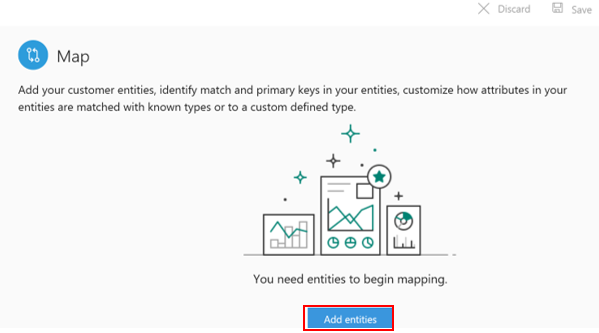 Discard Save
Map
Add your customer entities, identify match and primary keys in your entities, customize how attributes in your
entities are matched with known types or to a custom defined type.
You need entities to begin mapping.
Add entities